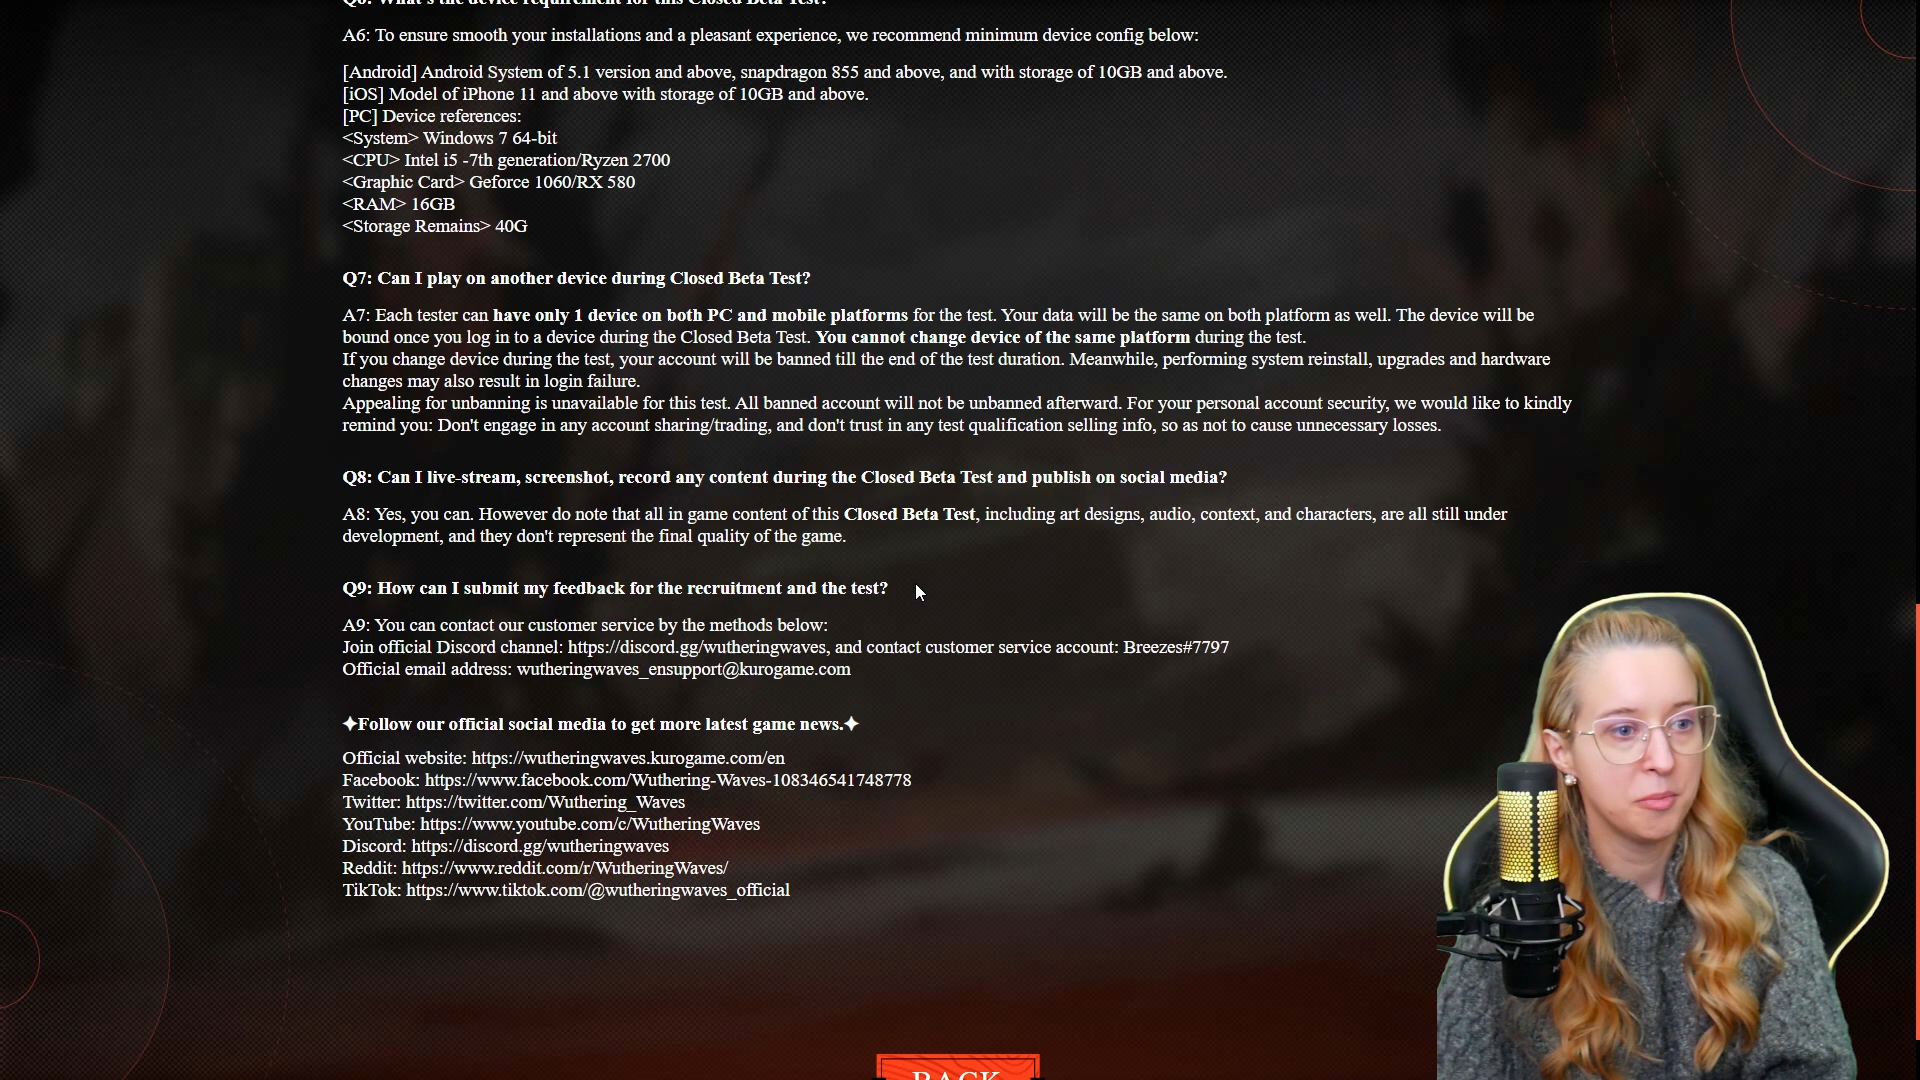 Q6: What's the device requirement for this Closed Beta Test?
A6: To ensure smooth your installations and a pleasant experience, we recommend minimum device config below:
[Android] Android System of 5.1 version and above, snapdragon 855 and above, and with storage of 10GB and above.
[iOS] Model of iPhone 11 and above with storage of 10GB and above.
[PC] Device references:
<System> Windows 7 64-bit
<CPU> Intel i5 -7th generation/Ryzen 2700
<Graphic Card> Geforce 1060/RX 580
<RAM> 16GB
<Storage Remains> 40G
Q7: Can I play on another device during Closed Beta Test?
A7: Each tester can have only 1 device on both PC and mobile platforms for the test. Your data will be the same on both platform as well. The device will be
bound once you log in to a device during the Closed Beta Test. You cannot change device of the same platform during the test.
If you change device during the test, your account will be banned till the end of the test duration. Meanwhile, performing system reinstall, upgrades and hardware
changes may also result in login failure.
Appealing for unbanning is unavailable for this test. All banned account will not be unbanned afterward. For your personal account security, we would like to kindly
remind you: Don't engage in any account sharing/trading, and don't trust in any test qualification selling info, so as not to cause unnecessary losses.
Q8: Can I live-stream, screenshot, record any content during the Closed Beta Test and publish on social media?
A8: Yes, you can. However do note that all in game content of this Closed Beta Test, including art designs, audio, context, and characters, are all still under
development, and they don't represent the final quality of the game.
Q9: How can I submit my feedback for the recruitment and the test?
A9: You can contact our customer service by the methods below:
Join official Discord channel: https://discord.gg/wutheringwaves, and contact customer service account: Breezes#7797
Official email address: wutheringwaves_ensupport@kurogame.com
✦Follow our official social media to get more latest game news.✦
Official website: https://wutheringwaves.kurogame.com/en
Facebook: https://www.facebook.com/Wuthering-Waves-108346541748778
Twitter: https://twitter.com/Wuthering_Waves
YouTube: https://www.youtube.com/c/WutheringWaves
Discord: https://discord.gg/wutheringwaves
Reddit: https://www.reddit.com/r/WutheringWaves/
TikTok: https://www.tiktok.com/@wutheringwaves_official
BACK